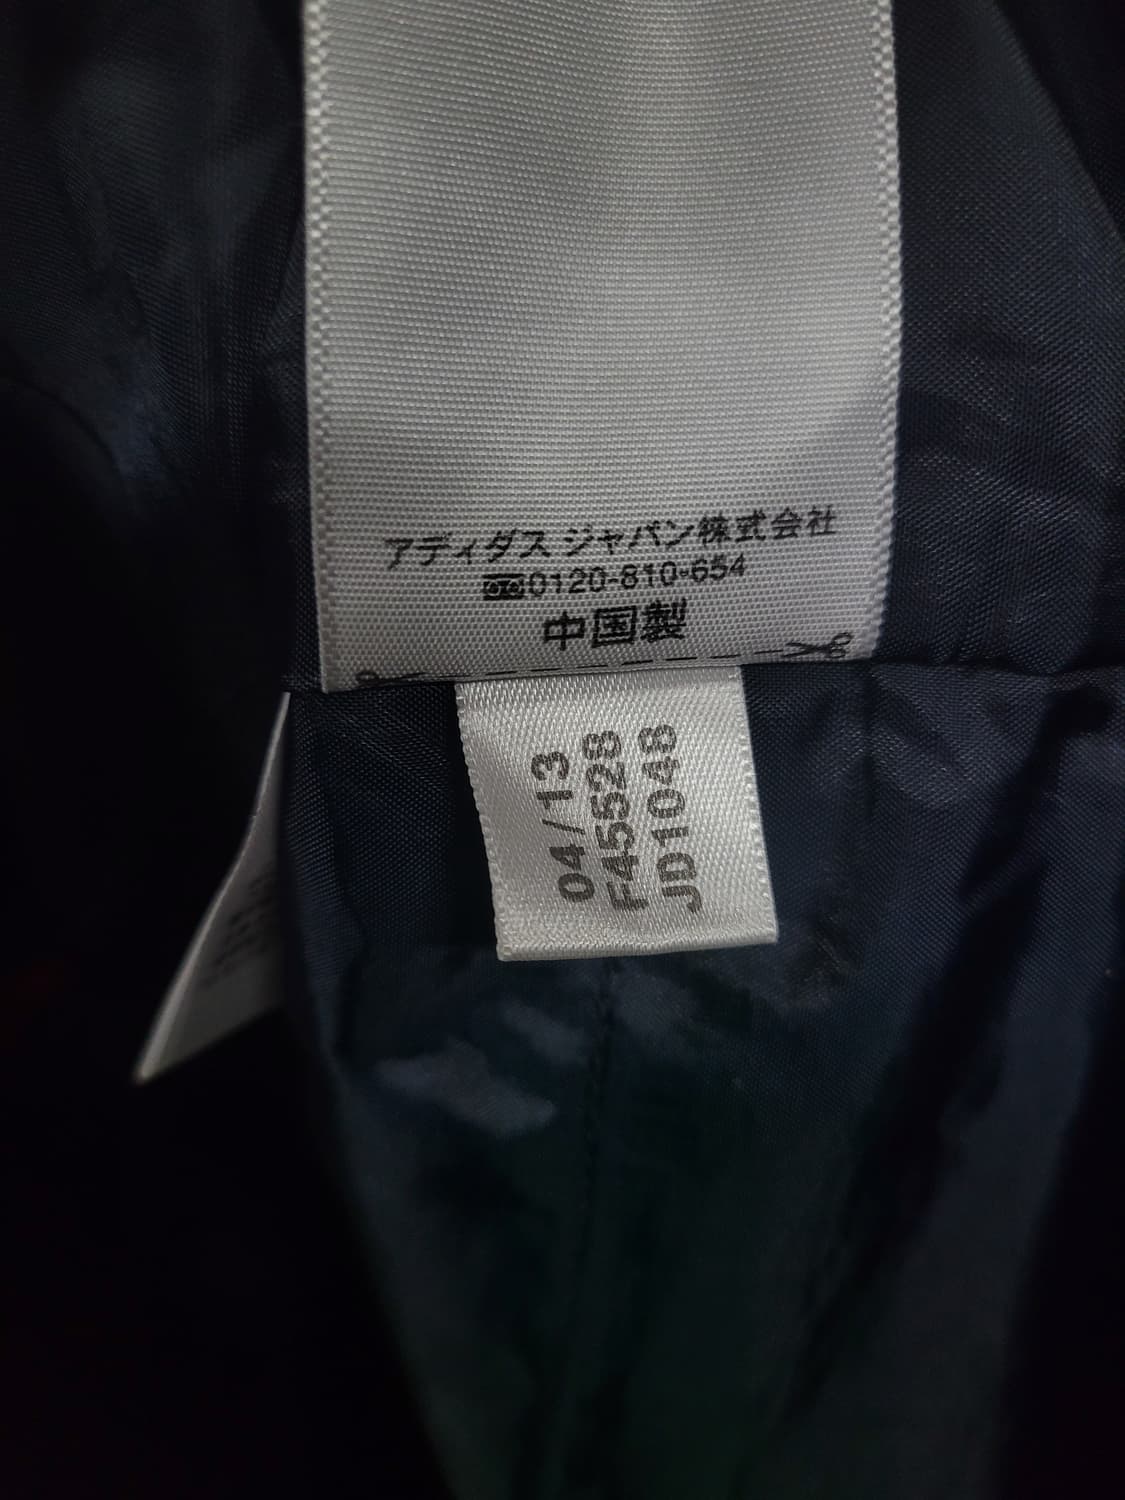 アディダス ジャパン株式会社
0120-810-654
中国製
04/13
F45528
JD1048